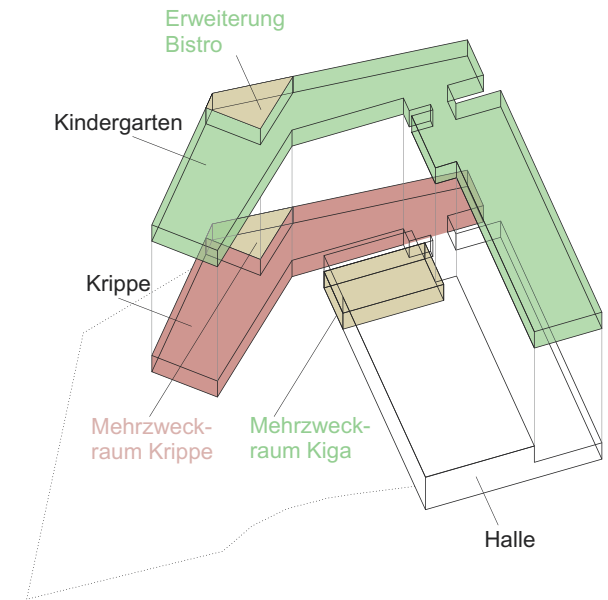 Erweiterung
Bistro
Kindergarten
Krippe
Mehrzweck-
raum Krippe
Mehrzweck-
raum Kiga
Halle